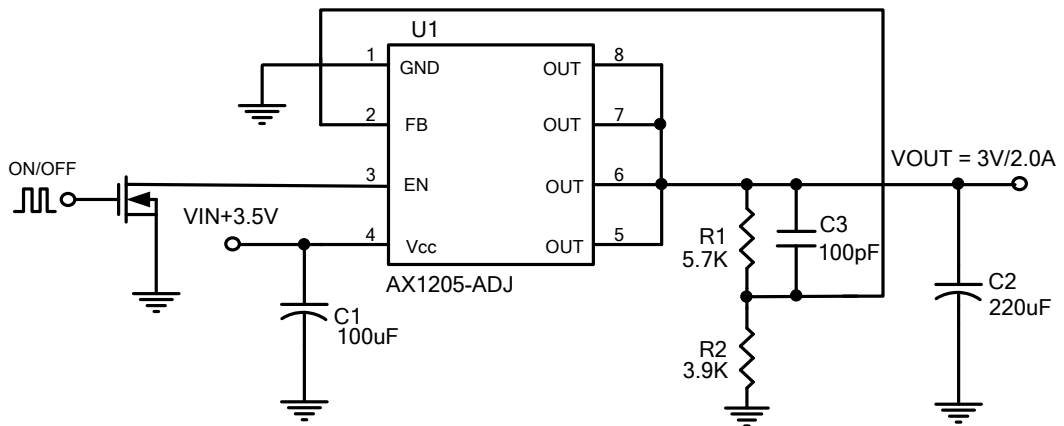 U1
1
GND
OUT
8
2
FB
OUT
7
ON/OFF
3
EN
OUT
6
VOUT = 3V/2.0A
VIN+3.5V
4
Vcc
OUT
5
AX1205-ADJ
R1
5.7K
C3
100pF
C1
100uF
C2
220uF
R2
3.9K